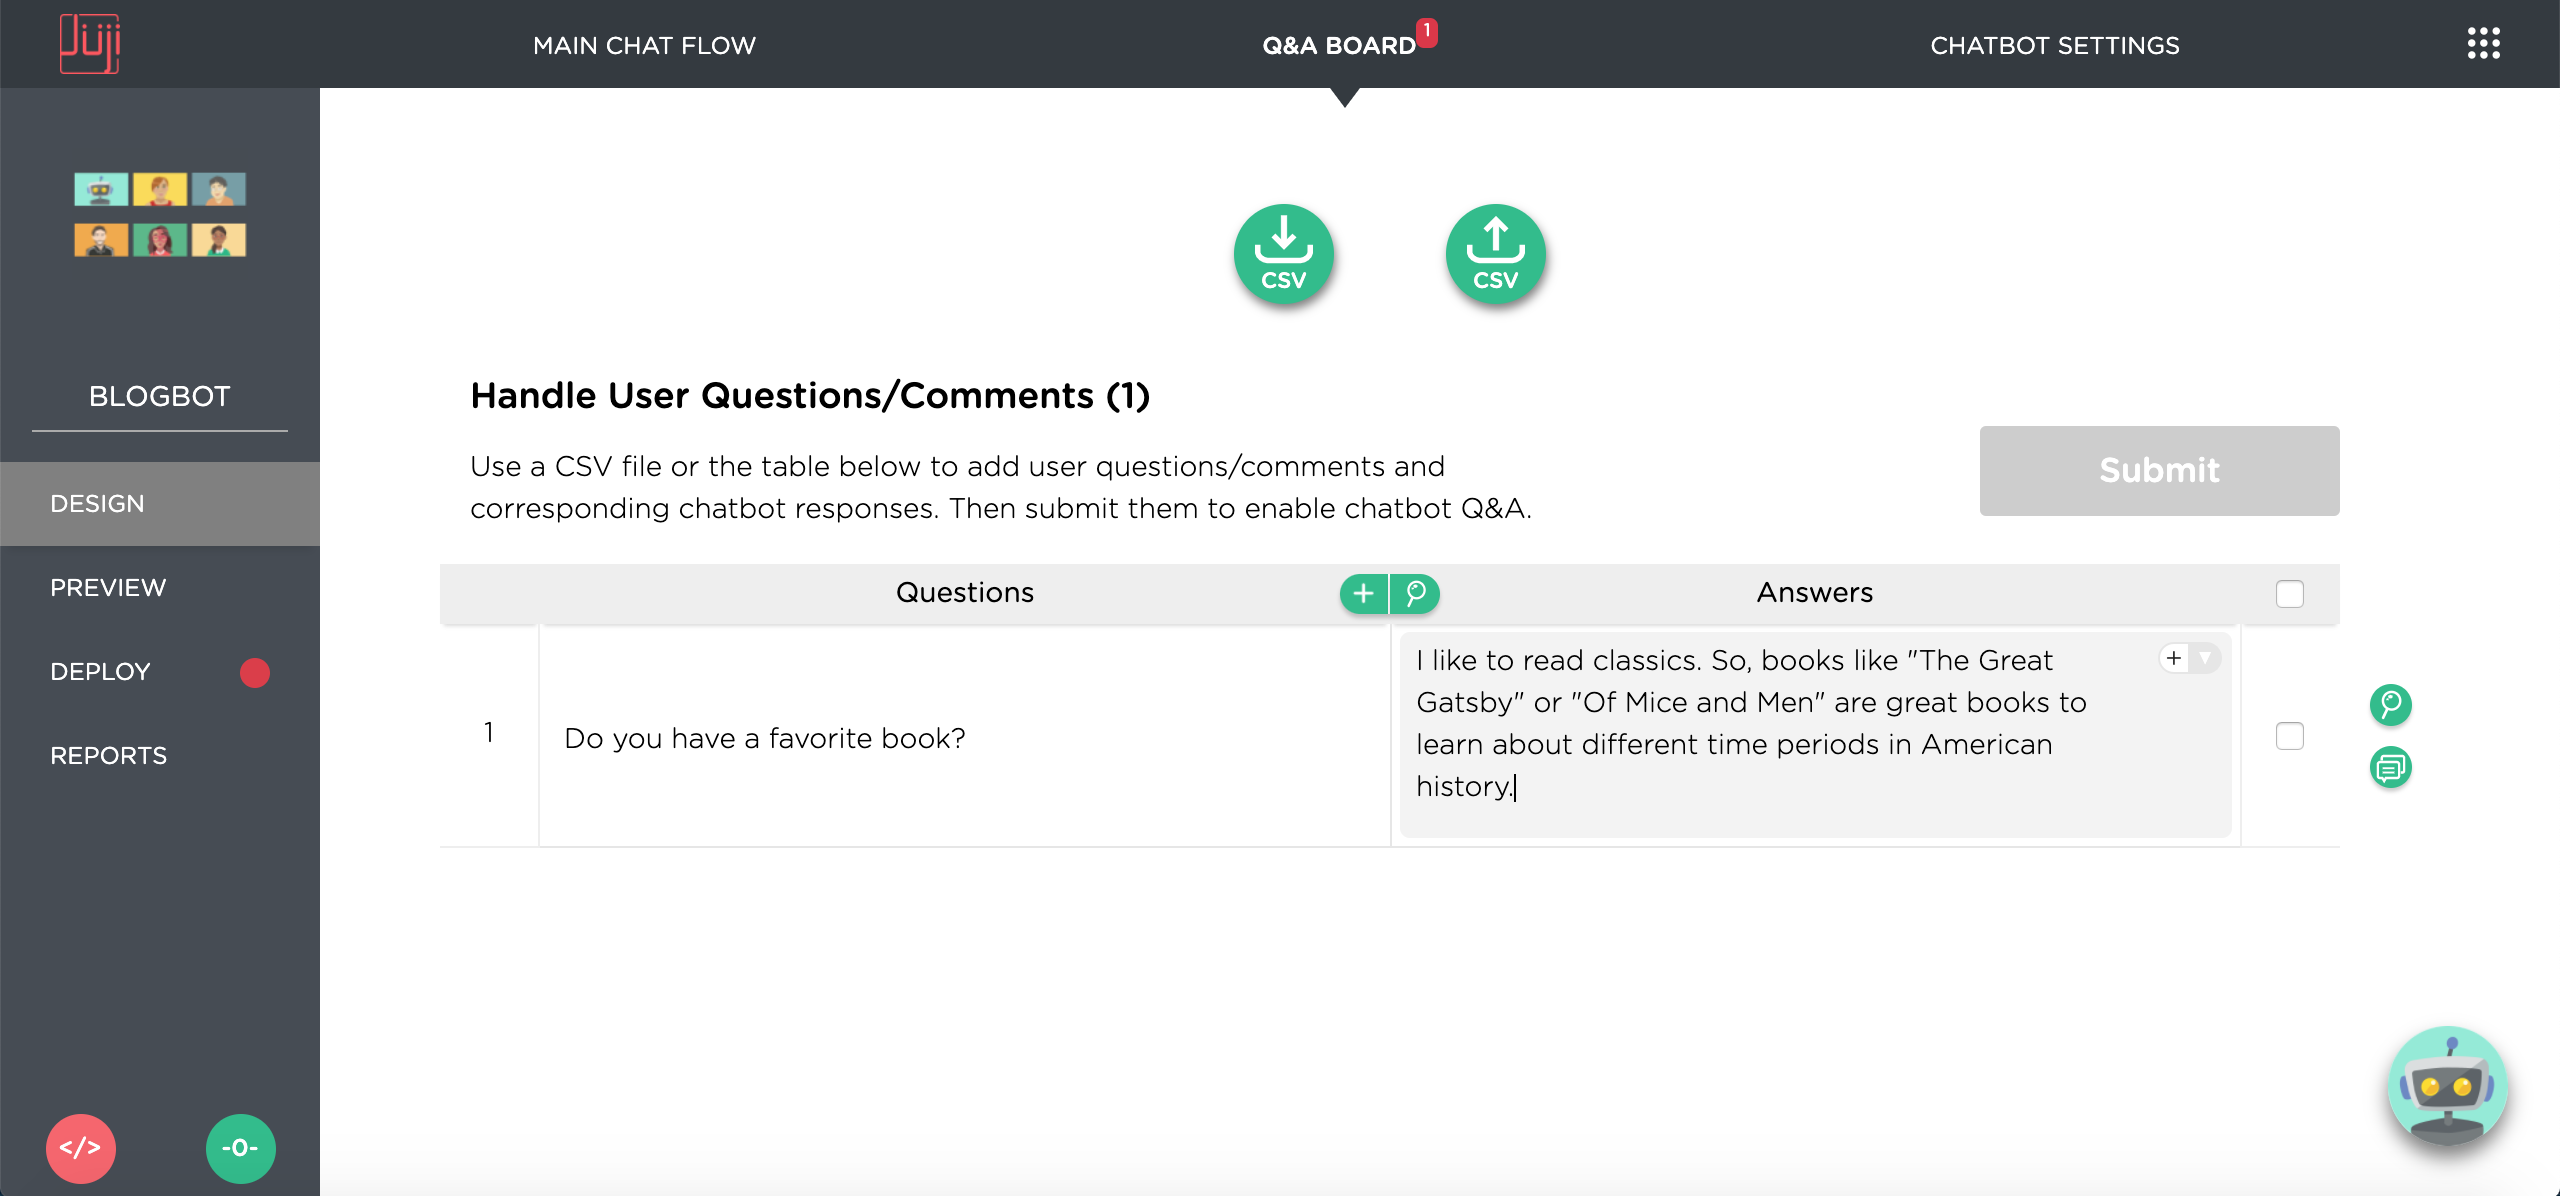 Juji
MAIN CHAT FLOW
Q&A BOARD
1
CHATBOT SETTINGS
BLOGBOT
DESIGN
PREVIEW
DEPLOY
REPORTS
</>
-0-
CSV
CSV
Handle User Questions/Comments (1)
Use a CSV file or the table below to add user questions/comments and
corresponding chatbot responses. Then submit them to enable chatbot Q&A.
Submit
Questions
+
Answers
1
Do you have a favorite book?
I like to read classics. So, books like "The Great
Gatsby" or "Of Mice and Men" are great books to
learn about different time periods in American
history.
+